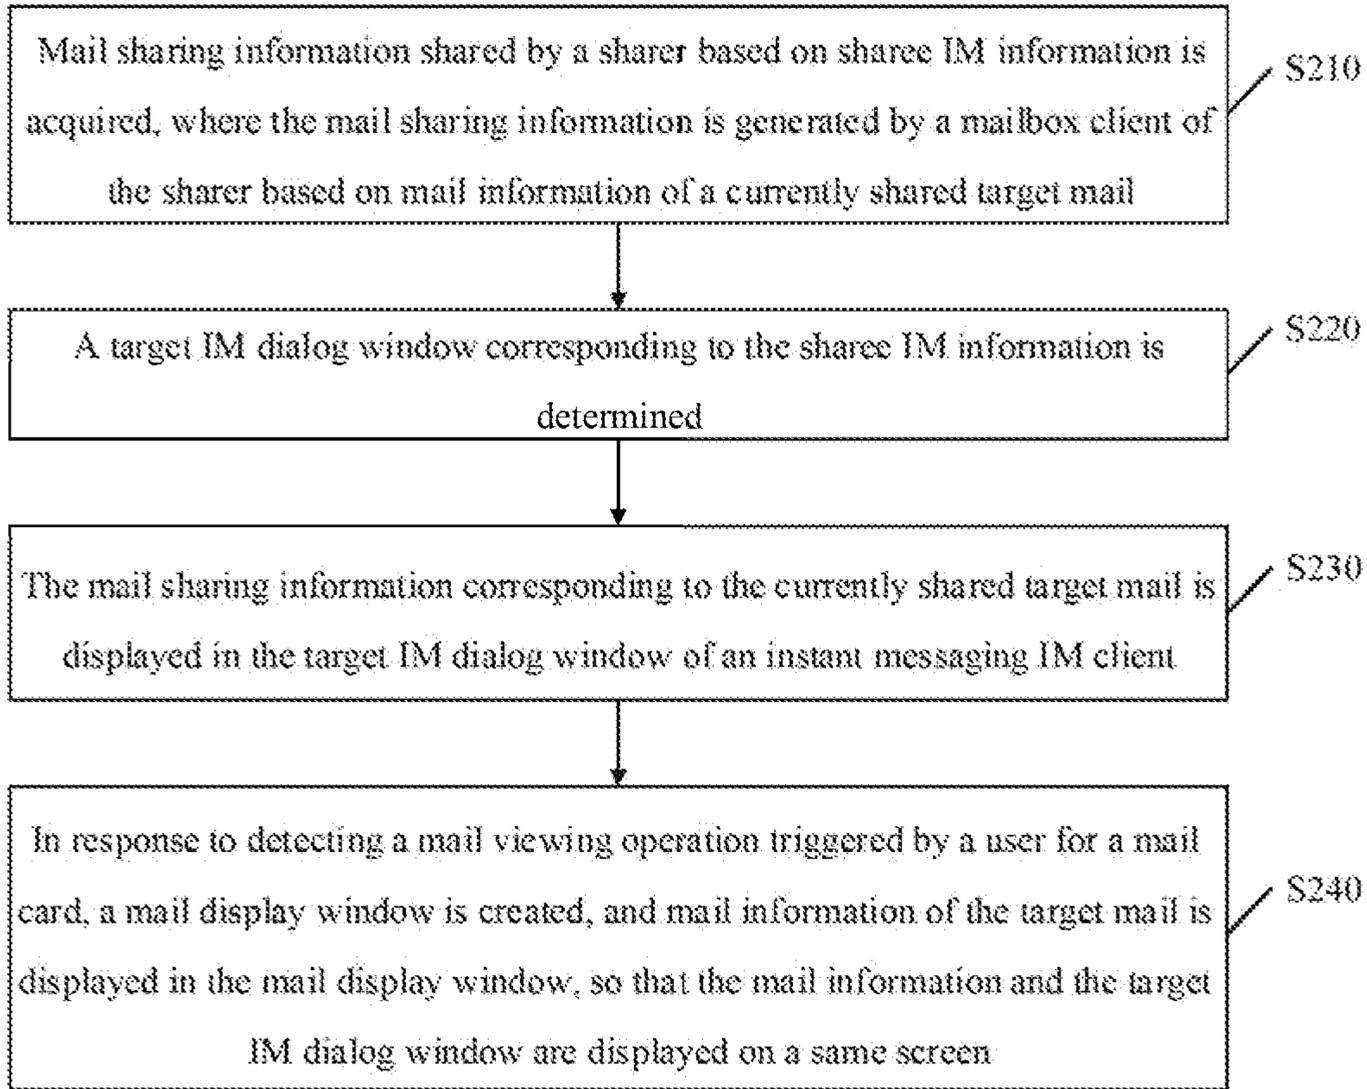 Mail sharing information shared by a sharer based on sharee IM information is
acquired, where the mail sharing information is generated by a mailbox client of
the sharer based on mail information of a currently shared target mail
S210
A target IM dialog window corresponding to the sharee IM information is
determined
S220
The mail sharing information corresponding to the currently shared target mail is
displayed in the target IM dialog window of an instant messaging IM client
S230
In response to detecting a mail viewing operation triggered by a user for a mail
card, a mail display window is created, and mail information of the target mail is
displayed in the mail display window, so that the mail information and the target
IM dialog window are displayed on a same screen
S240